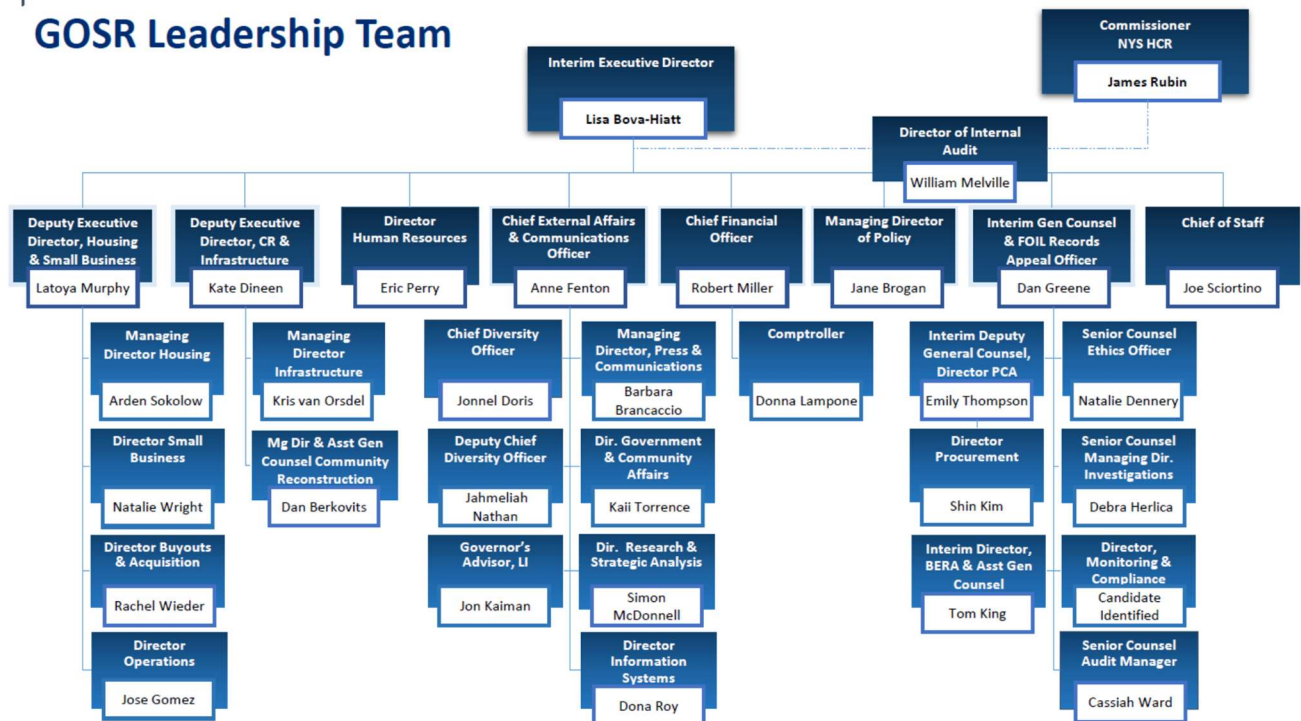 GOSR Leadership Team
Commissioner
NYS HCR
James Rubin
Interim Executive Director
Lisa Bova-Hiatt
Director of Internal
Audit
William Melville
Deputy Executive
Director, Housing
& Small Business
Latoya Murphy
Deputy Executive
Director, CR &
Infrastructure
Kate Dineen
Director
Human Resources
Eric Perry
Chief External Affairs
& Communications
Officer
Anne Fenton
Chief Financial
Officer
Robert Miller
Managing Director
of Policy
Jane Brogan
Interim Gen Counsel
& FOIL Records
Appeal Officer
Dan Greene
Chief of Staff
Joe Sciortino
Managing
Director Housing
Arden Sokolow
Managing
Director
Infrastructure
Kris van Orsdel
Chief Diversity
Officer
Jonnel Doris
Managing
Director, Press &
Communications
Barbara
Brancaccio
Comptroller
Donna Lampone
Interim Deputy
General Counsel,
Director PCA
Emily Thompson
Senior Counsel
Ethics Officer
Natalie Dennery
Director Small
Business
Natalie Wright
Mg Dir & Asst Gen
Counsel Community
Reconstruction
Dan Berkovits
Deputy Chief
Diversity Officer
Jahmeliah
Nathan
Dir. Government
& Community
Affairs
Kaii Torrence
Director
Procurement
Shin Kim
Senior Counsel
Managing Dir.
Investigations
Debra Herlica
Director Buyouts
& Acquisition
Rachel Wieder
Governor's
Advisor, LI
Jon Kaiman
Dir. Research &
Strategic Analysis
Simon
McDonnell
Interim Director,
BERA & Asst Gen
Counsel
Tom King
Director,
Monitoring &
Compliance
Candidate
Identified
Director
Operations
Jose Gomez
Director
Information
Systems
Dona Roy
Senior Counsel
Audit Manager
Cassiah Ward